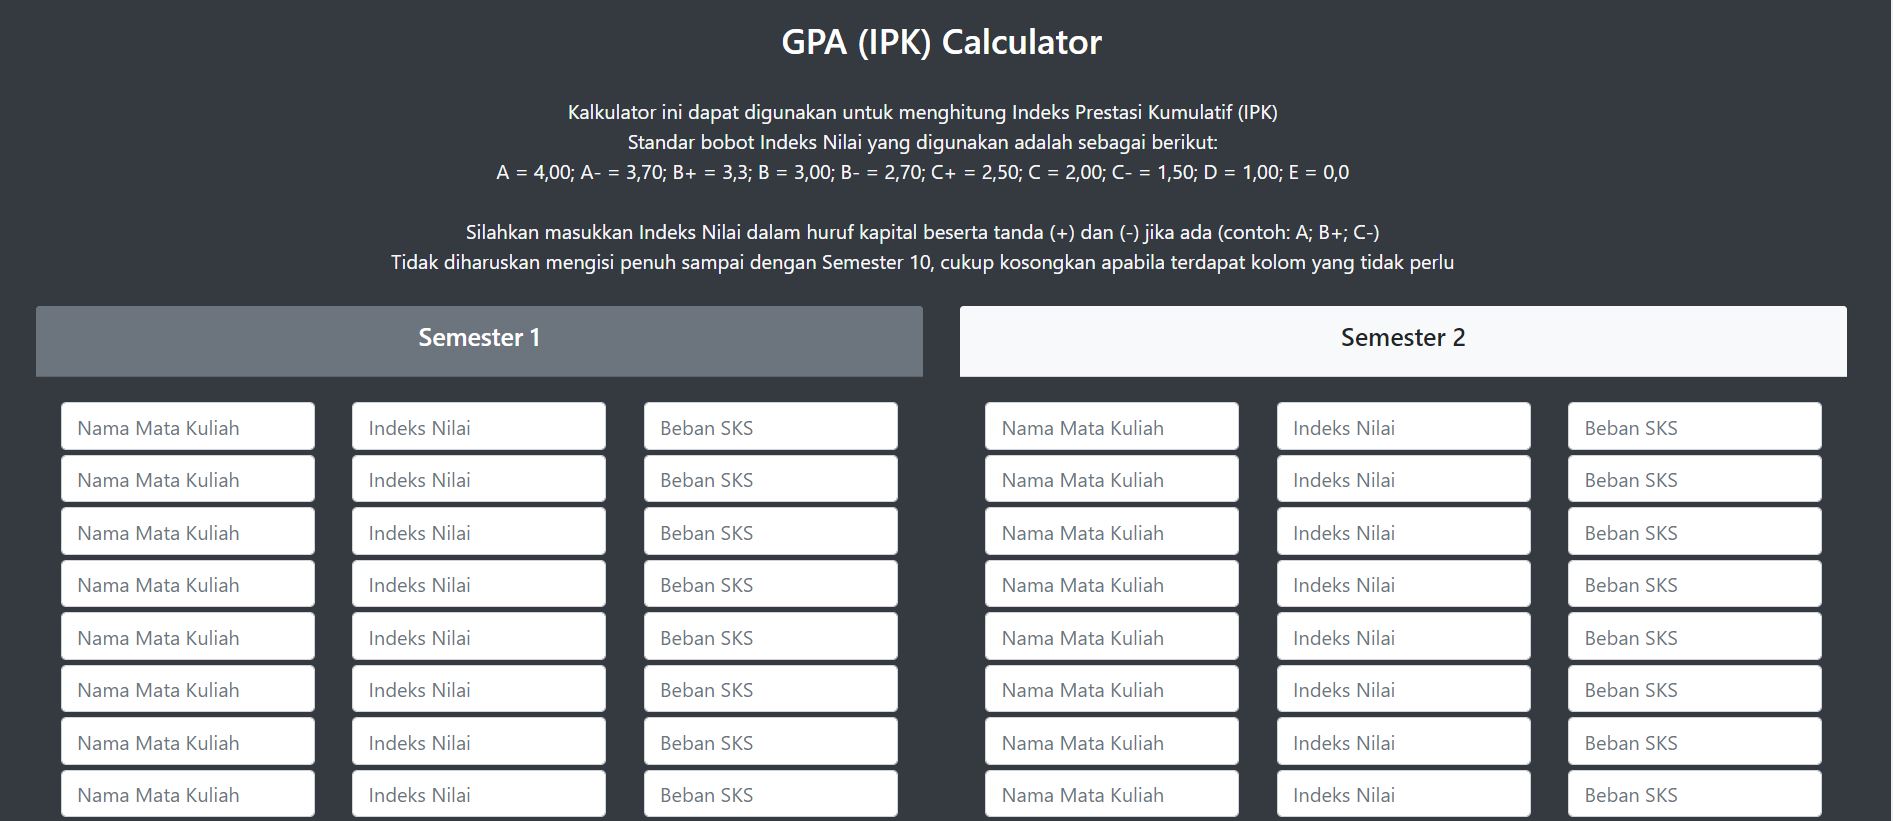 GPA (IPK) Calculator
Kalkulator ini dapat digunakan untuk menghitung Indeks Prestasi Kumulatif (IPK)
Standar bobot Indeks Nilai yang digunakan adalah sebagai berikut:
A = 4,00; A- = 3,70; B+ = 3,3; B = 3,00; B- = 2,70; C+ = 2,50; C = 2,00; C- = 1,50; D = 1,00; E = 0,0
Silahkan masukkan Indeks Nilai dalam huruf kapital beserta tanda (+) dan (-) jika ada (contoh: A; B+; C-)
Tidak diharuskan mengisi penuh sampai dengan Semester 10, cukup kosongkan apabila terdapat kolom yang tidak perlu
Semester 1
Nama Mata Kuliah Indeks Nilai Beban SKS
Nama Mata Kuliah Indeks Nilai Beban SKS
Nama Mata Kuliah Indeks Nilai Beban SKS
Nama Mata Kuliah Indeks Nilai Beban SKS
Nama Mata Kuliah Indeks Nilai Beban SKS
Nama Mata Kuliah Indeks Nilai Beban SKS
Nama Mata Kuliah Indeks Nilai Beban SKS
Nama Mata Kuliah Indeks Nilai Beban SKS
Semester 2
Nama Mata Kuliah Indeks Nilai Beban SKS
Nama Mata Kuliah Indeks Nilai Beban SKS
Nama Mata Kuliah Indeks Nilai Beban SKS
Nama Mata Kuliah Indeks Nilai Beban SKS
Nama Mata Kuliah Indeks Nilai Beban SKS
Nama Mata Kuliah Indeks Nilai Beban SKS
Nama Mata Kuliah Indeks Nilai Beban SKS
Nama Mata Kuliah Indeks Nilai Beban SKS